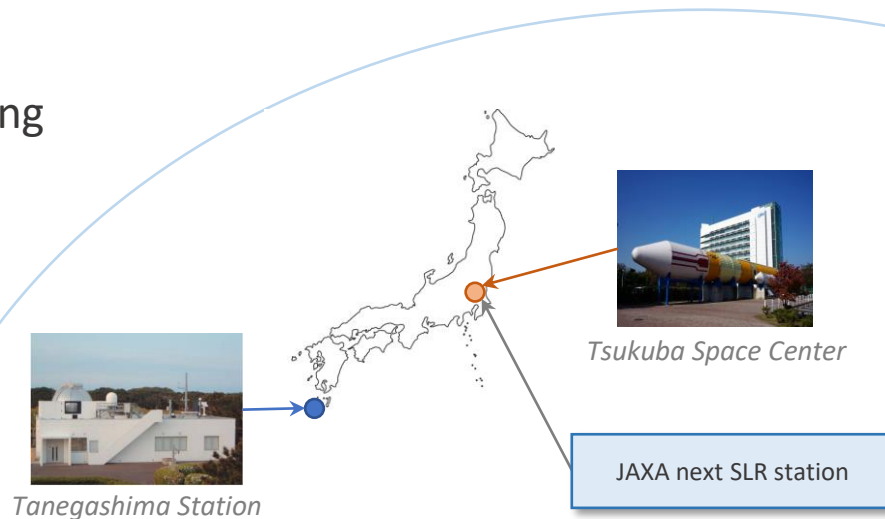 ng
Tsukuba Space Center
JAXA next SLR station
Tanegashima Station